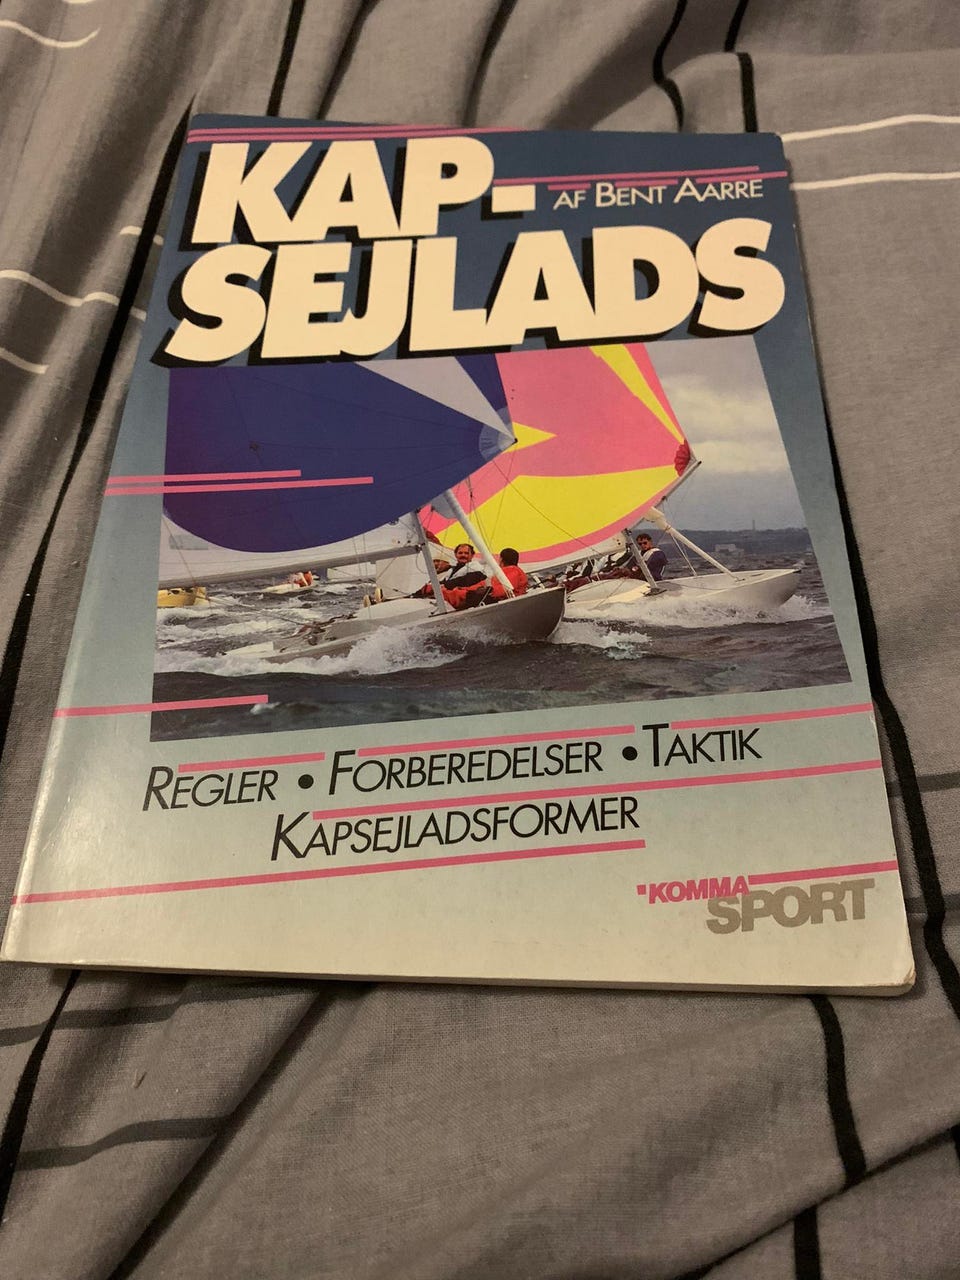 KAP-
AF BENT AARRE
SEJLADS
REGLER • FORBEREDELSER • TAKTIK
KAPSEJLADSFORMER
KOMMA
SPORT